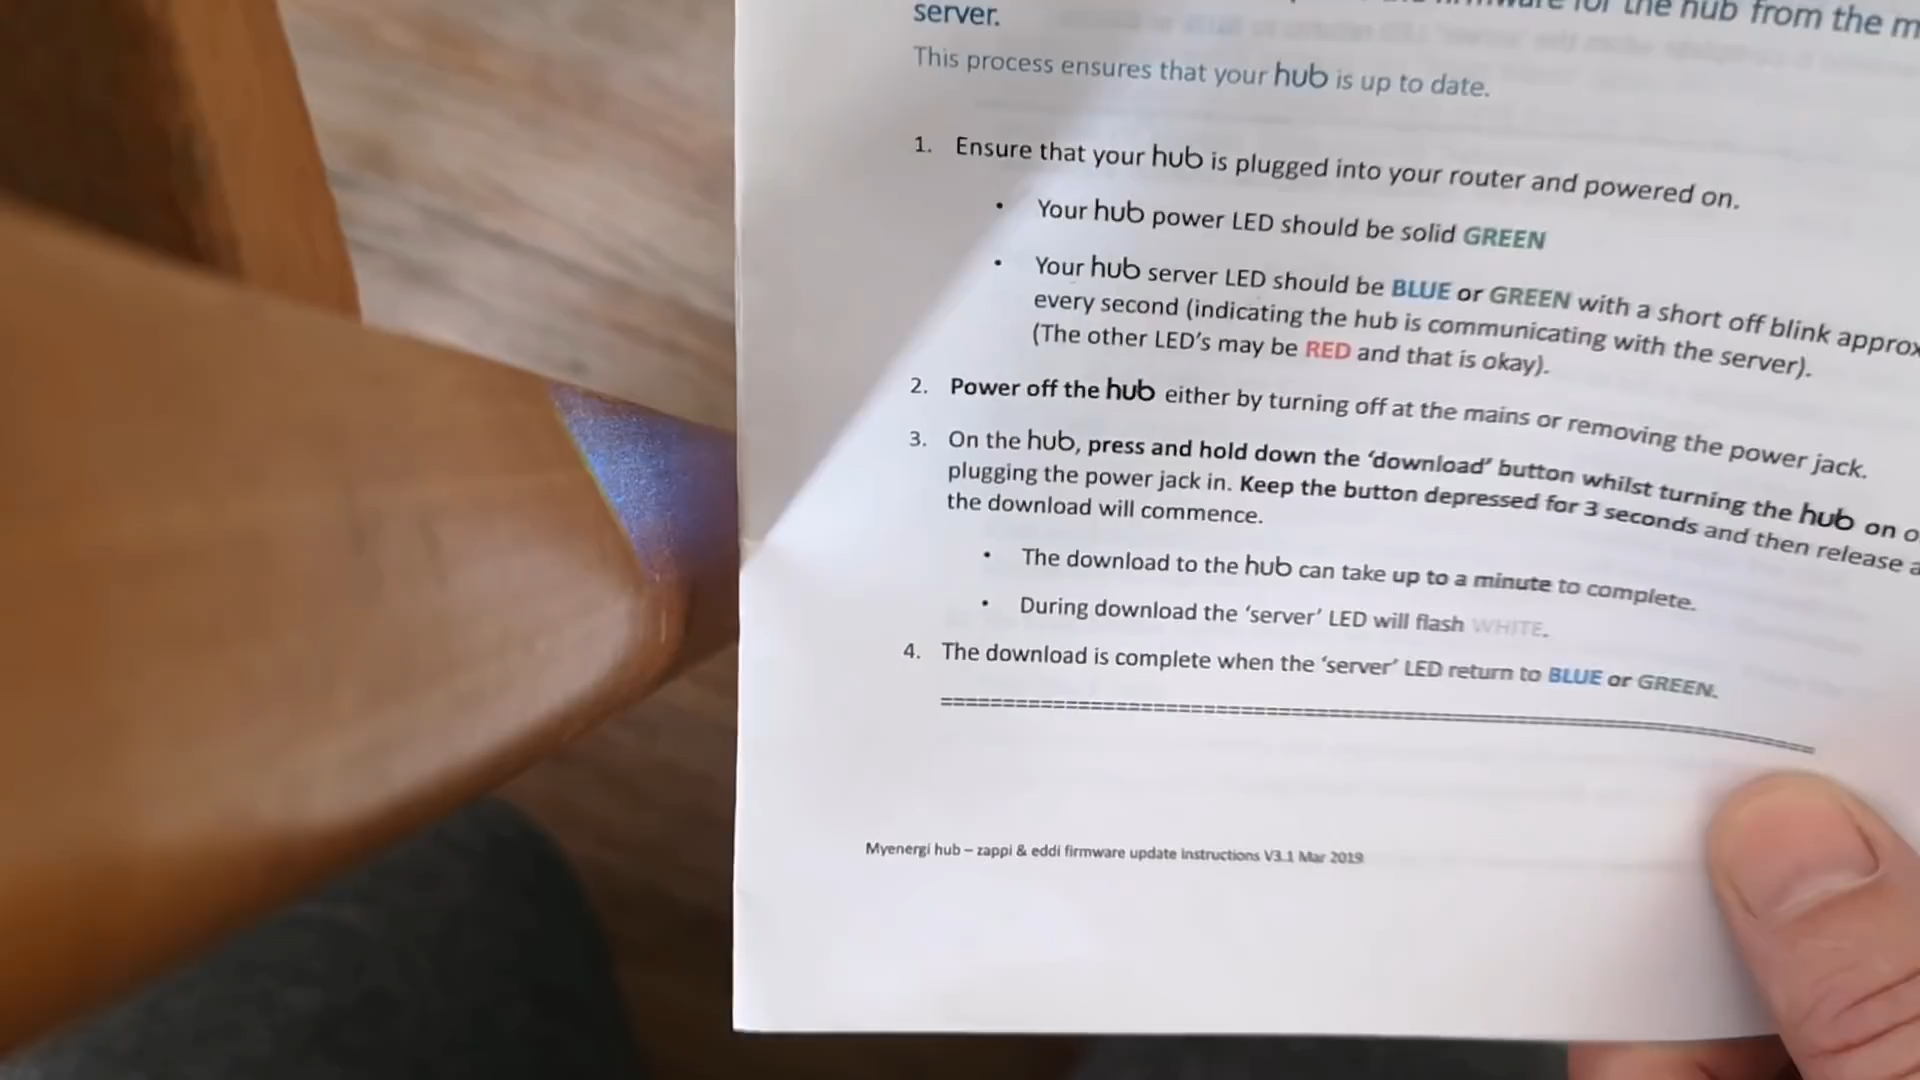 for the hub from the
server.
This process ensures that your hub is up to date.
1. Ensure that your hub is plugged into your router and powered on.
• Your hub power LED should be solid GREEN
• Your hub server LED should be BLUE or GREEN with a short off blink approx
every second (indicating the hub is communicating with the server).
(The other LED's may be RED and that is okay).
2. Power off the hub either by turning off at the mains or removing the power jack.
3. On the hub, press and hold down the 'download' button whilst turning the hub on
plugging the power jack in. Keep the button depressed for 3 seconds and then release
the download will commence.
• The download to the hub can take up to a minute to complete.
• During download the 'server' LED will flash WHITE.
4. The download is complete when the 'server' LED return to BLUE or GREEN.
Myenergi hub – zappi & eddi firmware update instructions V3.1 Mar 2019